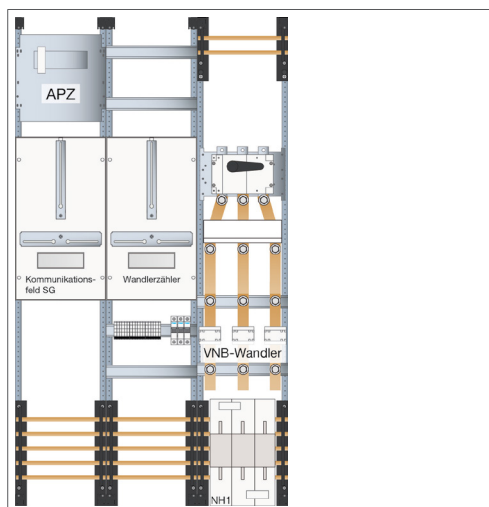 APZ
Kommunikations-
feld SG
Wandlerzähler
VNB-Wandler
NH1